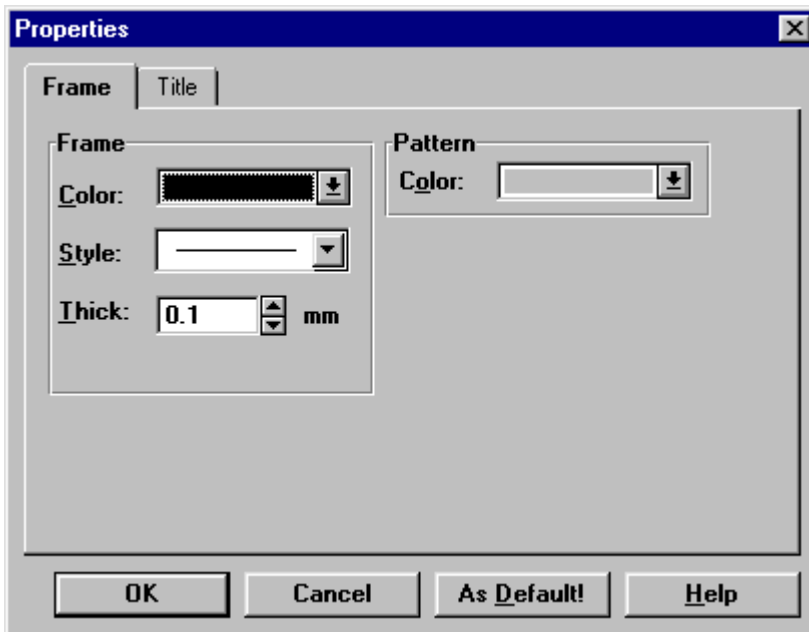 Properties
Frame Title
Frame
Color:
Style:
Thick: 0.1 mm
Pattern
Color:
OK Cancel As Default! Help